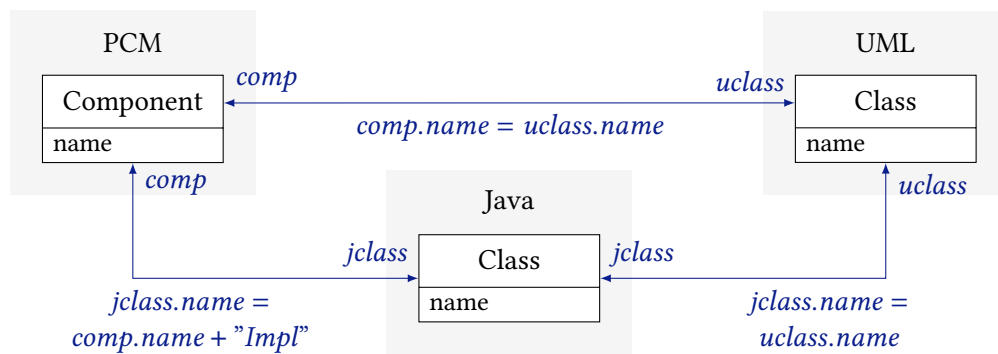 PCM
UML
comp
uclass
Component
Class
name
name
comp.name = uclass.name
comp
uclass
Java
jclass
jclass
Class
name
jclass.name =
comp.name + ”Impl”
jclass.name =
uclass.name